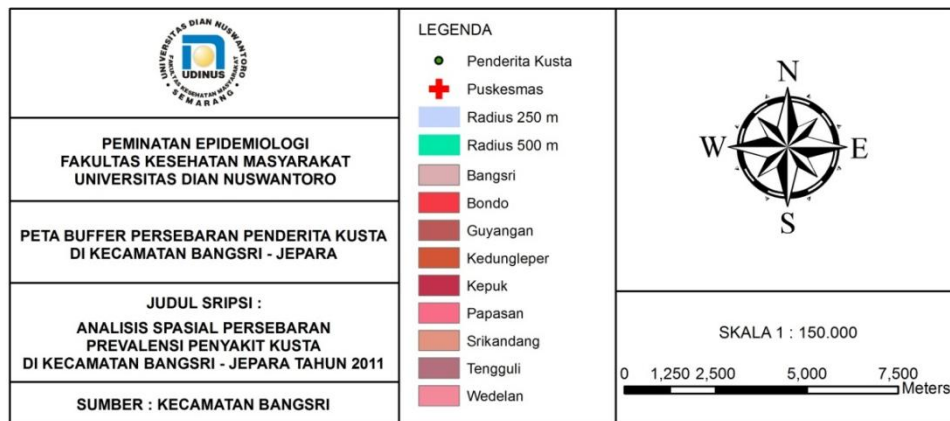 UNIVERSITAS DIAN NUSWANTORO
UDINUS
FAKULTAS KESEHATAN MASYARAKAT
SEMARANG
PEMINATAN EPIDEMIOLOGI
FAKULTAS KESEHATAN MASYARAKAT
UNIVERSITAS DIAN NUSWANTORO
PETA BUFFER PERSEBARAN PENDERITA KUSTA
DI KECAMATAN BANGSRI - JEPARA
JUDUL SRIPSI :
ANALISIS SPASIAL PERSEBARAN
PREVALENSI PENYAKIT KUSTA
DI KECAMATAN BANGSRI - JEPARA TAHUN 2011
SUMBER : KECAMATAN BANGSRI
LEGENDA
Penderita Kusta
Puskesmas
Radius 250 m
Radius 500 m
Bangsri
Bondo
Guyangan
Kedungleper
Kepuk
Papasan
Srikandang
Tengguli
Wedelan
N
W E
S
SKALA 1 : 150.000
0 1,250 2,500 5,000 7,500
Meters